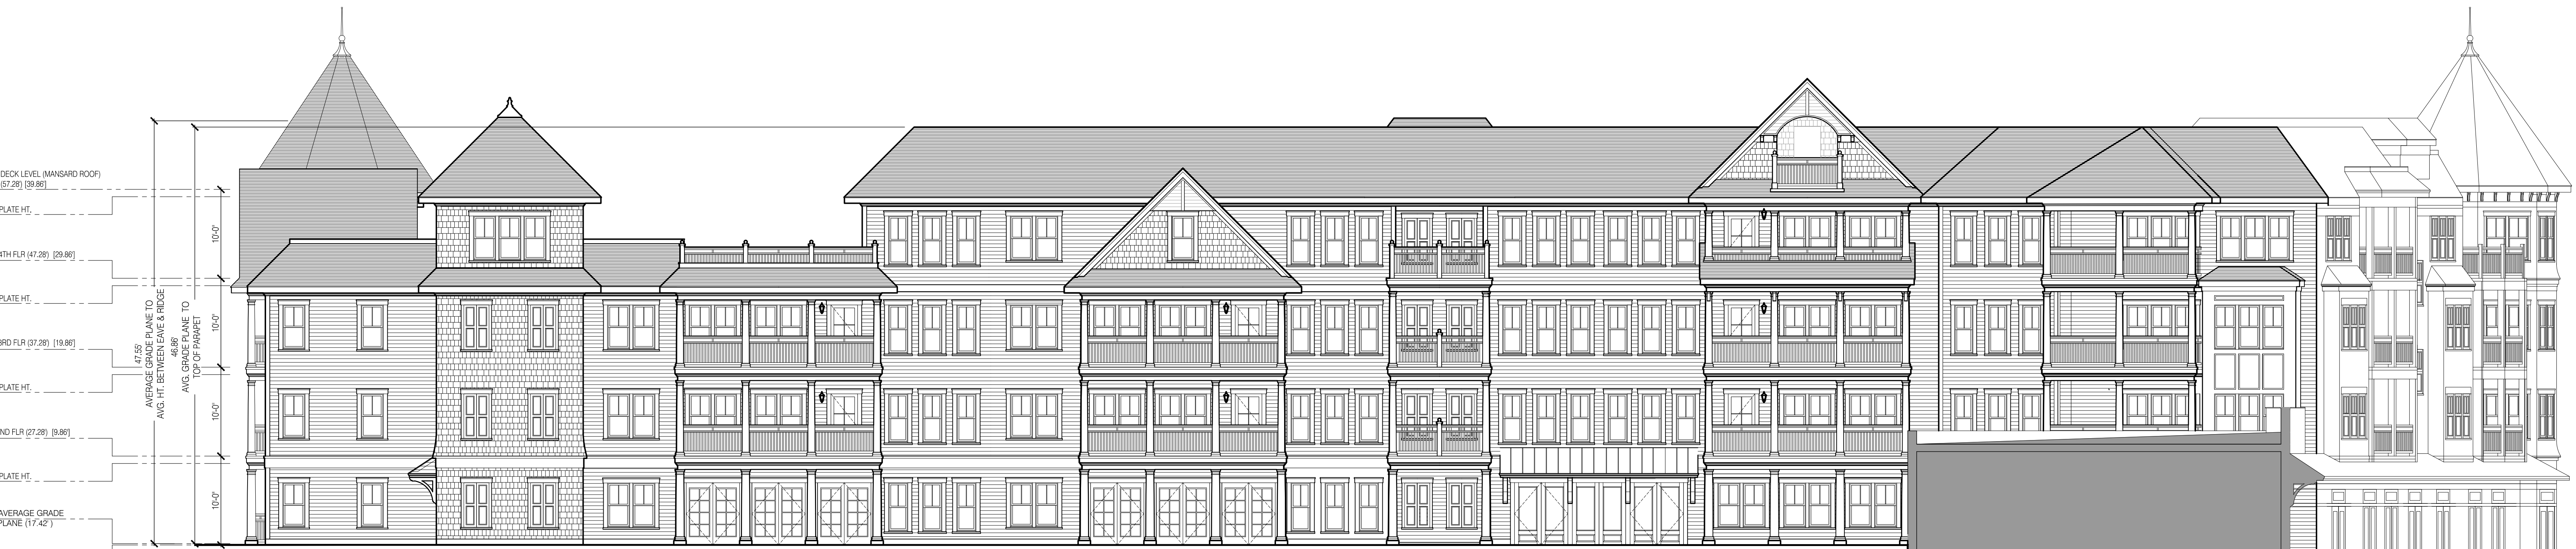 DECK LEVEL (MANSARD ROOF)
(57.28') [39.86']
PLATE HT.
10'-0"
4TH FLR (47.28') [29.86']
PLATE HT.
10'-0"
3RD FLR (37.28') [19.86']
PLATE HT.
10'-0"
ND FLR (27.28') [9.86']
PLATE HT.
10'-0"
AVERAGE GRADE
PLANE (17.42')
47.55'
AVERAGE GRADE PLANE TO
AVG. HT. BETWEEN EAVE & RIDGE
46.86'
AVG. GRADE PLANE TO
TOP OF PARAPET